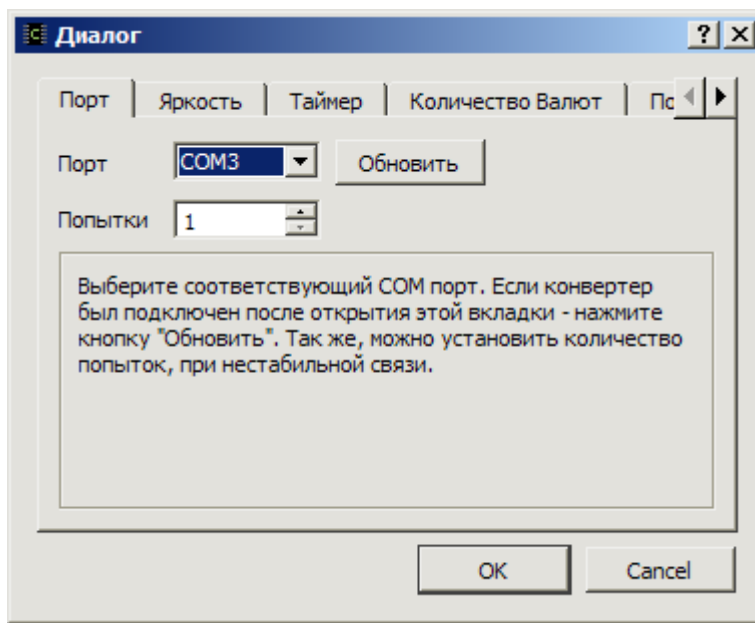 Диалог
Порт Яркость Таймер Количество Валют
Порт COM3 Обновить
Попытки 1
Выберите соответствующий COM порт. Если конвертер
был подключен после открытия этой вкладки - нажмите
кнопку "Обновить". Так же, можно установить количество
попыток, при нестабильной связи.
OK Cancel